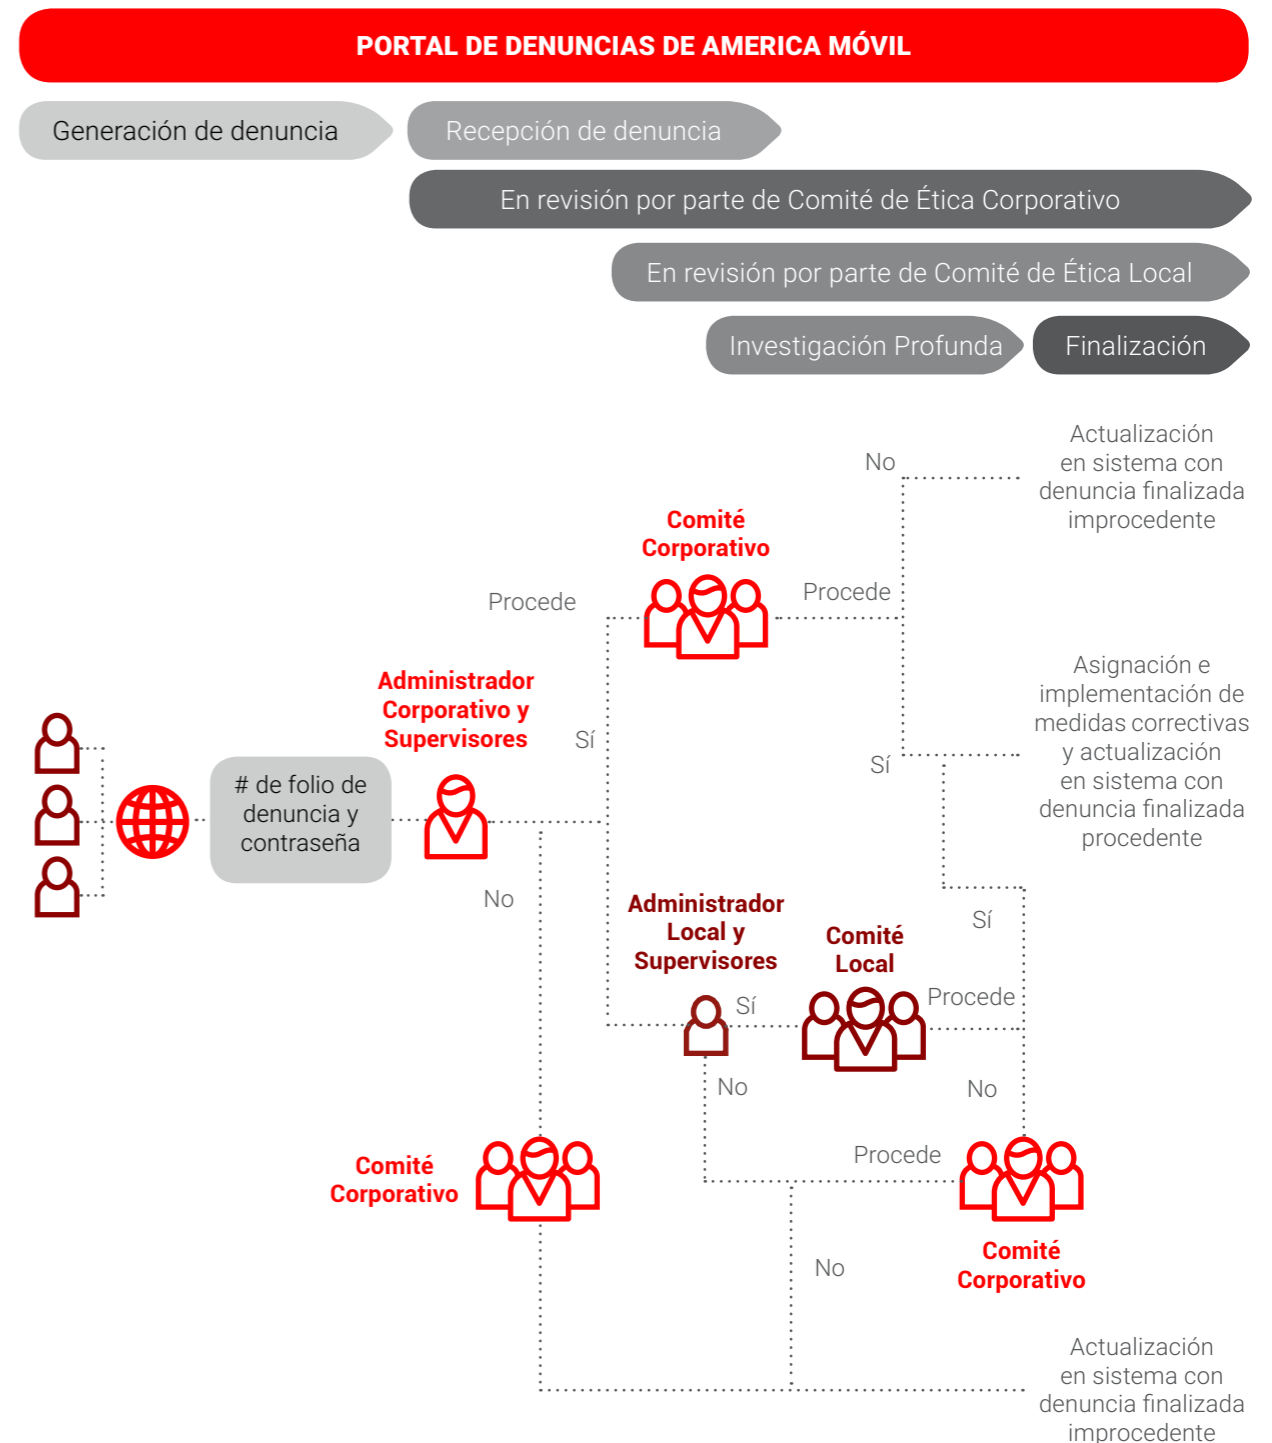 PORTAL DE DENUNCIAS DE AMERICA MÓVIL
Generación de denuncia
Recepción de denuncia
En revisión por parte de Comité de Ética Corporativo
En revisión por parte de Comité de Ética Local
Investigación Profunda
Finalización
Actualización
en sistema con
denuncia finalizada
improcedente
No
Comité
Corporativo
Procede
Procede
Administrador
Corporativo y
Supervisores
Sí
Asignación e
implementación de
medidas correctivas
y actualización
en sistema con
denuncia finalizada
procedente
Sí
# de folio de
denuncia y
contraseña
No
Administrador
Local y
Supervisores
Comité
Local
Sí
Sí
Procede
No
No
Comité
Corporativo
Procede
Comité
Corporativo
No
Actualización
en sistema con
denuncia finalizada
improcedente